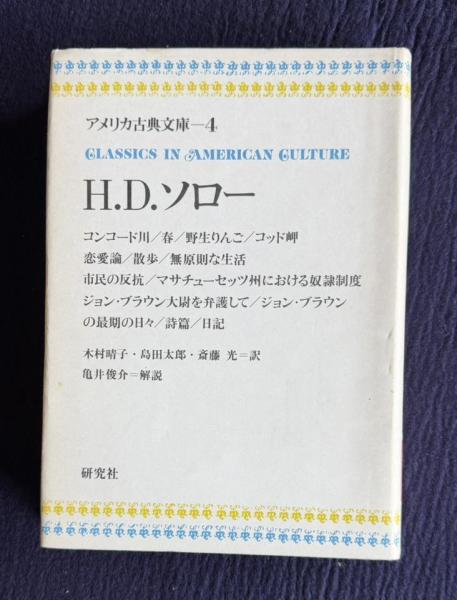 アメリカ古典文庫—4
CLASSICS IN AMERICAN CULTURE
H.D.ソロー
コンコード川/春/野生りんご/コッド岬
恋愛論/散歩/無原則な生活
市民の反抗/マサチューセッツ州における奴隷制度
ジョン・ブラウン大尉を弁護して/ジョン・ブラウン
の最期の日々/詩篇/日記
木村晴子・島田太郎・斎藤 光=訳
亀井俊介=解説
研究社